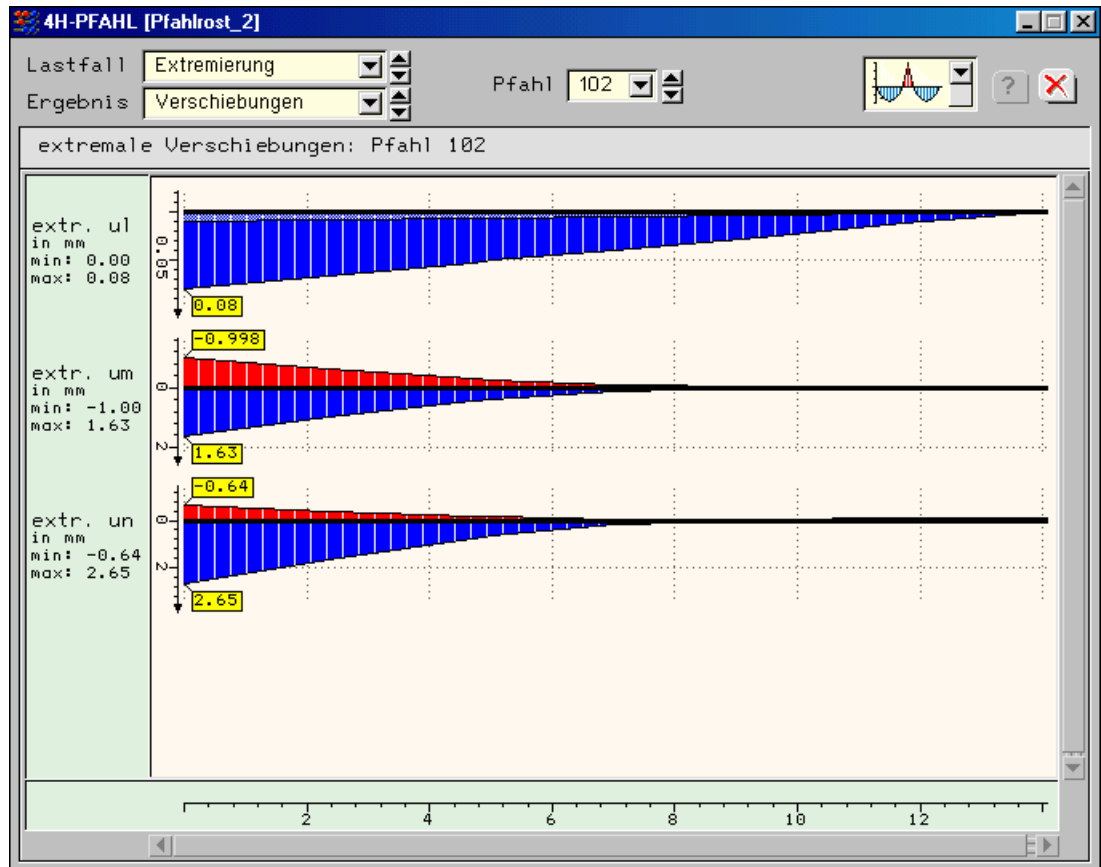 4H-PFAHL [Pfahlrost_2]
Lastfall Extremierung
Pfahl 102
Ergebnis Verschiebungen
?
extremale Verschiebungen: Pfahl 102
extr. ul
in mm
min: 0.00
max: 0.08
0.05
0.08
-0.998
extr. um
in mm
min: -1.00
max: 1.63
0
2
1.63
-0.64
extr. un
in mm
min: -0.64
max: 2.65
0
2
2.65
2 4 6 8 10 12